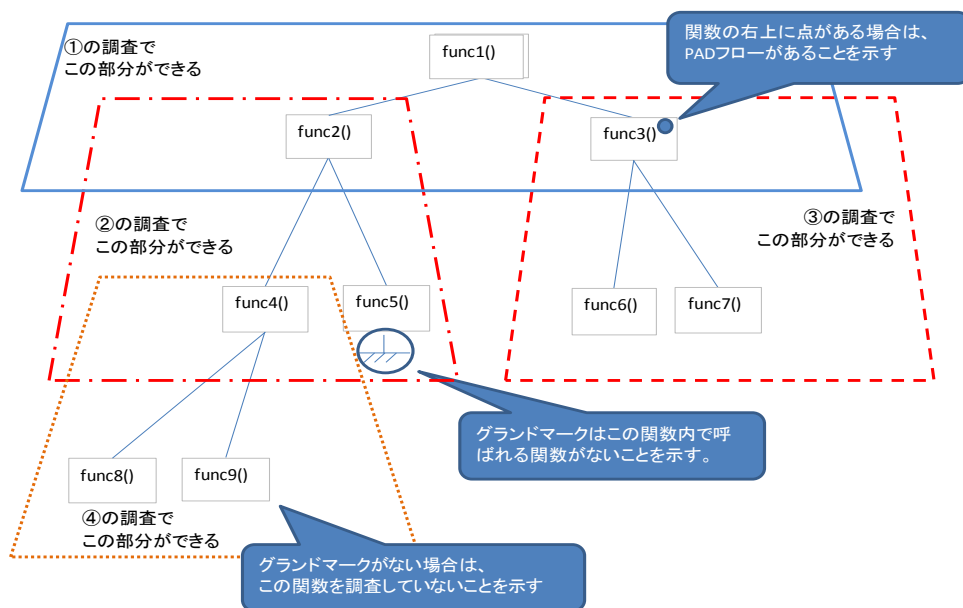 ①の調査で
この部分ができる
func1()
関数の右上に点がある場合は、
PADフローがあることを示す
func2()
func3()
②の調査で
この部分ができる
③の調査で
この部分ができる
func4()
func5()
func6()
func7()
グランドマークはこの関数内で呼
ばれる関数がないことを示す。
func8()
func9()
④の調査で
この部分ができる
グランドマークがない場合は、
この関数を調査していないことを示す